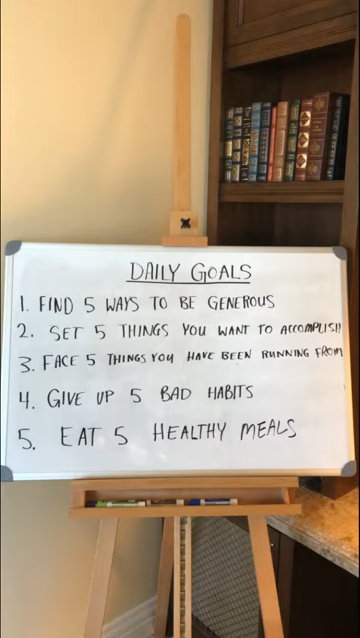 DAILY GOALS
1. FIND 5 WAYS TO BE GENEROUS
2. SET 5 THINGS YOU WANT TO ACCOMPLISH
3. FACE 5 THINGS YOU HAVE BEEN RUNNING FROM
4. GIVE UP 5 BAD HABITS
5. EAT 5 HEALTHY MEALS